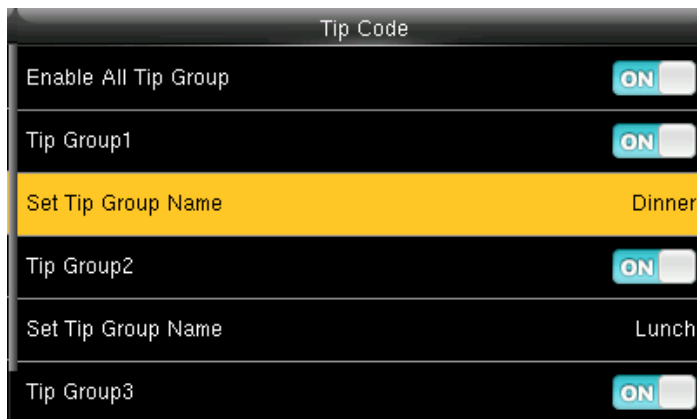 Tip Code
Enable All Tip Group ON
Tip Group1 ON
Set Tip Group Name Dinner
Tip Group2 ON
Set Tip Group Name Lunch
Tip Group3 ON